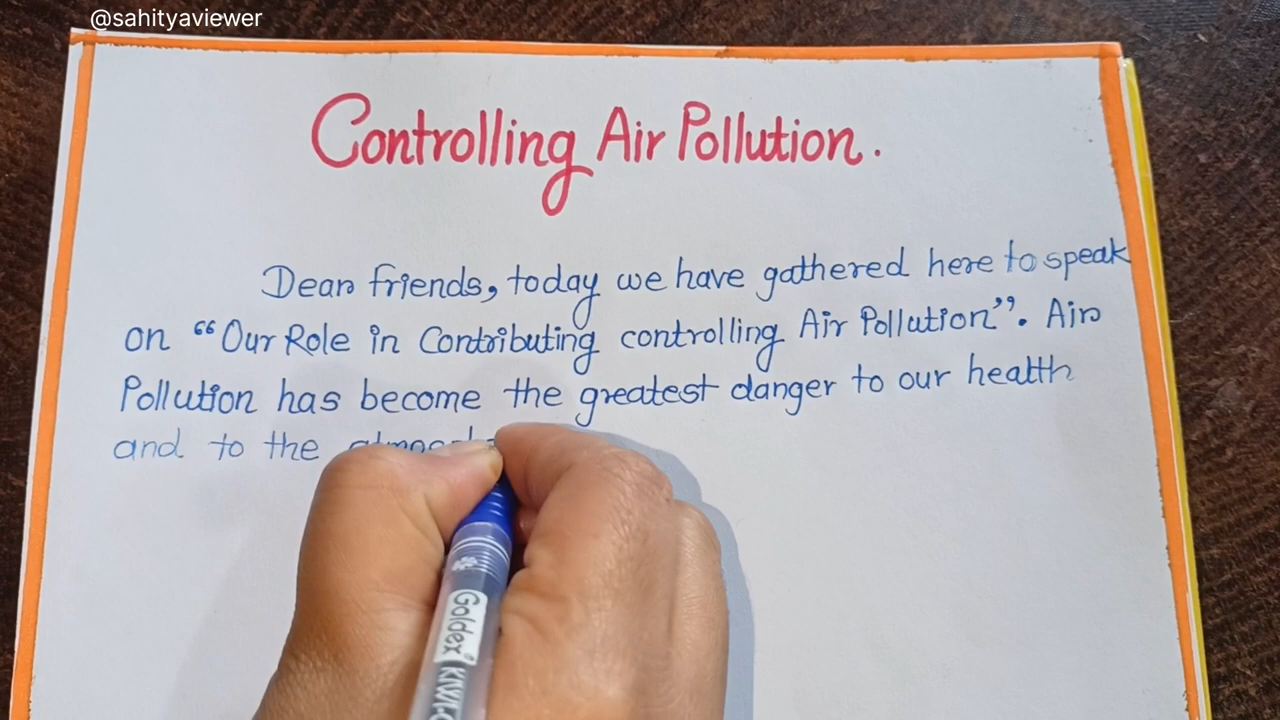 @sahityaviewer
Controlling Air Pollution.
Dear friends, today we have gathered here to speak
on “Our Role in Contributing controlling Air Pollution”. Air
Pollution has become the greatest danger to our health
and to the
Goldex